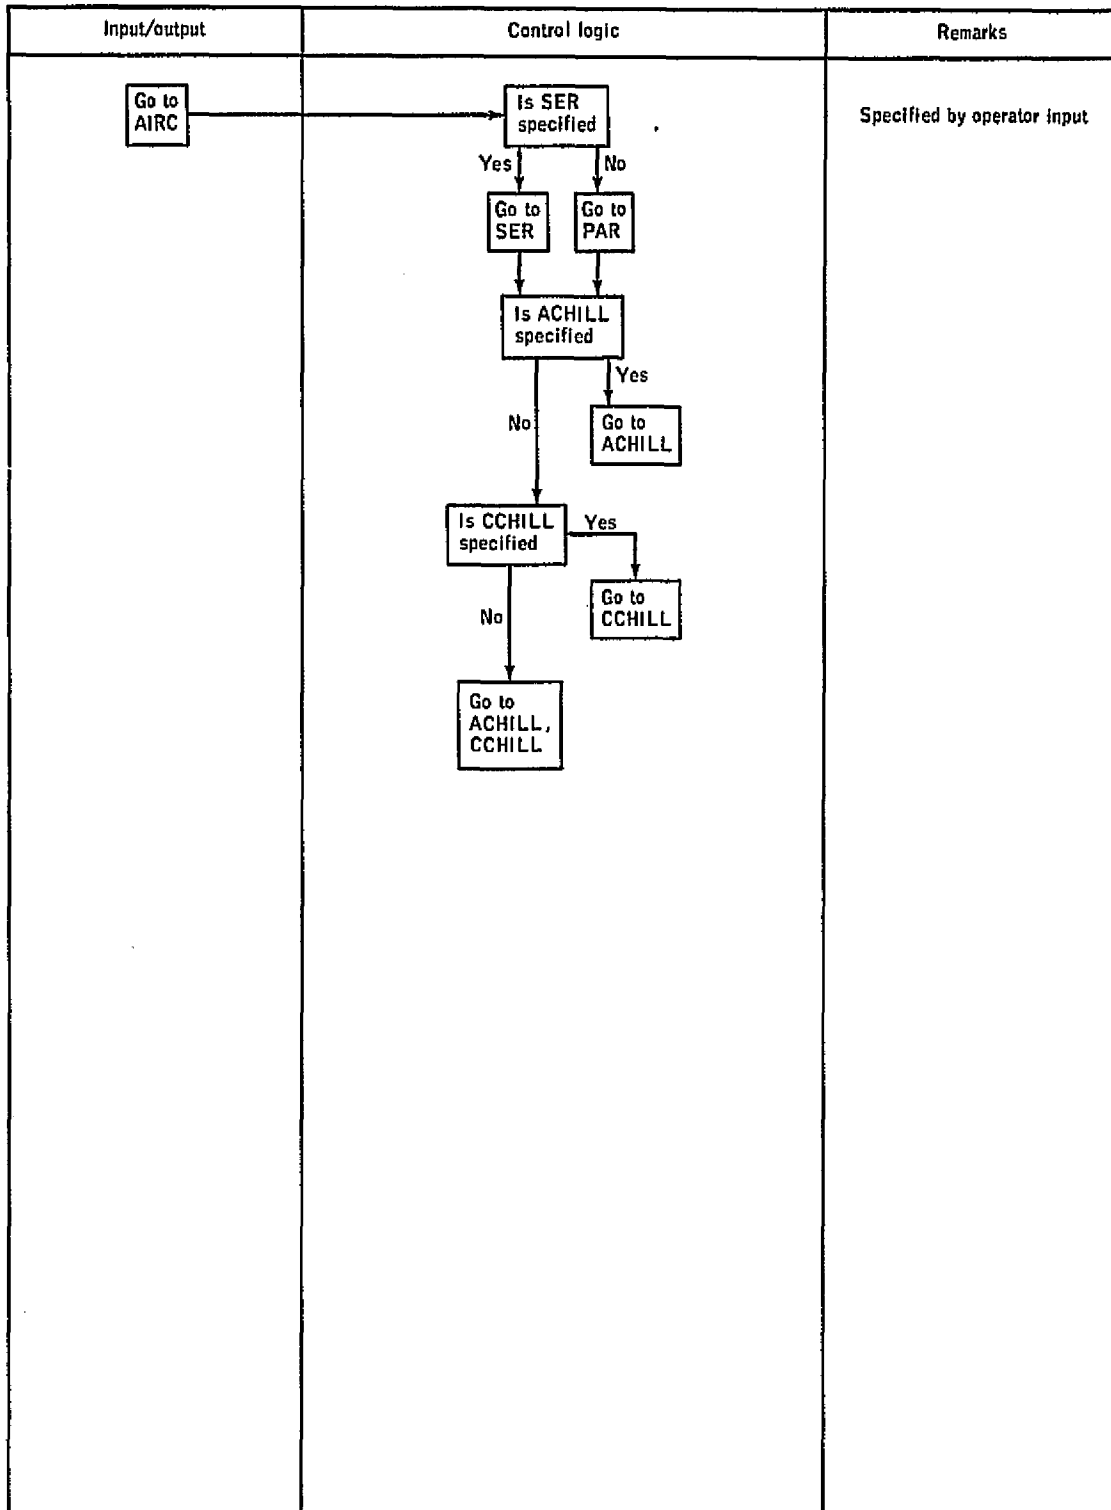 Input/output
Control logic
Remarks
Go to
AIRC
Is SER
specified
Specified by operator input
Yes
No
Go to
SER
Go to
PAR
Is ACHILL
specified
Yes
No
Go to
ACHILL
Is CCHILL
specified
Yes
Go to
CCHILL
No
Go to
ACHILL,
CCHILL